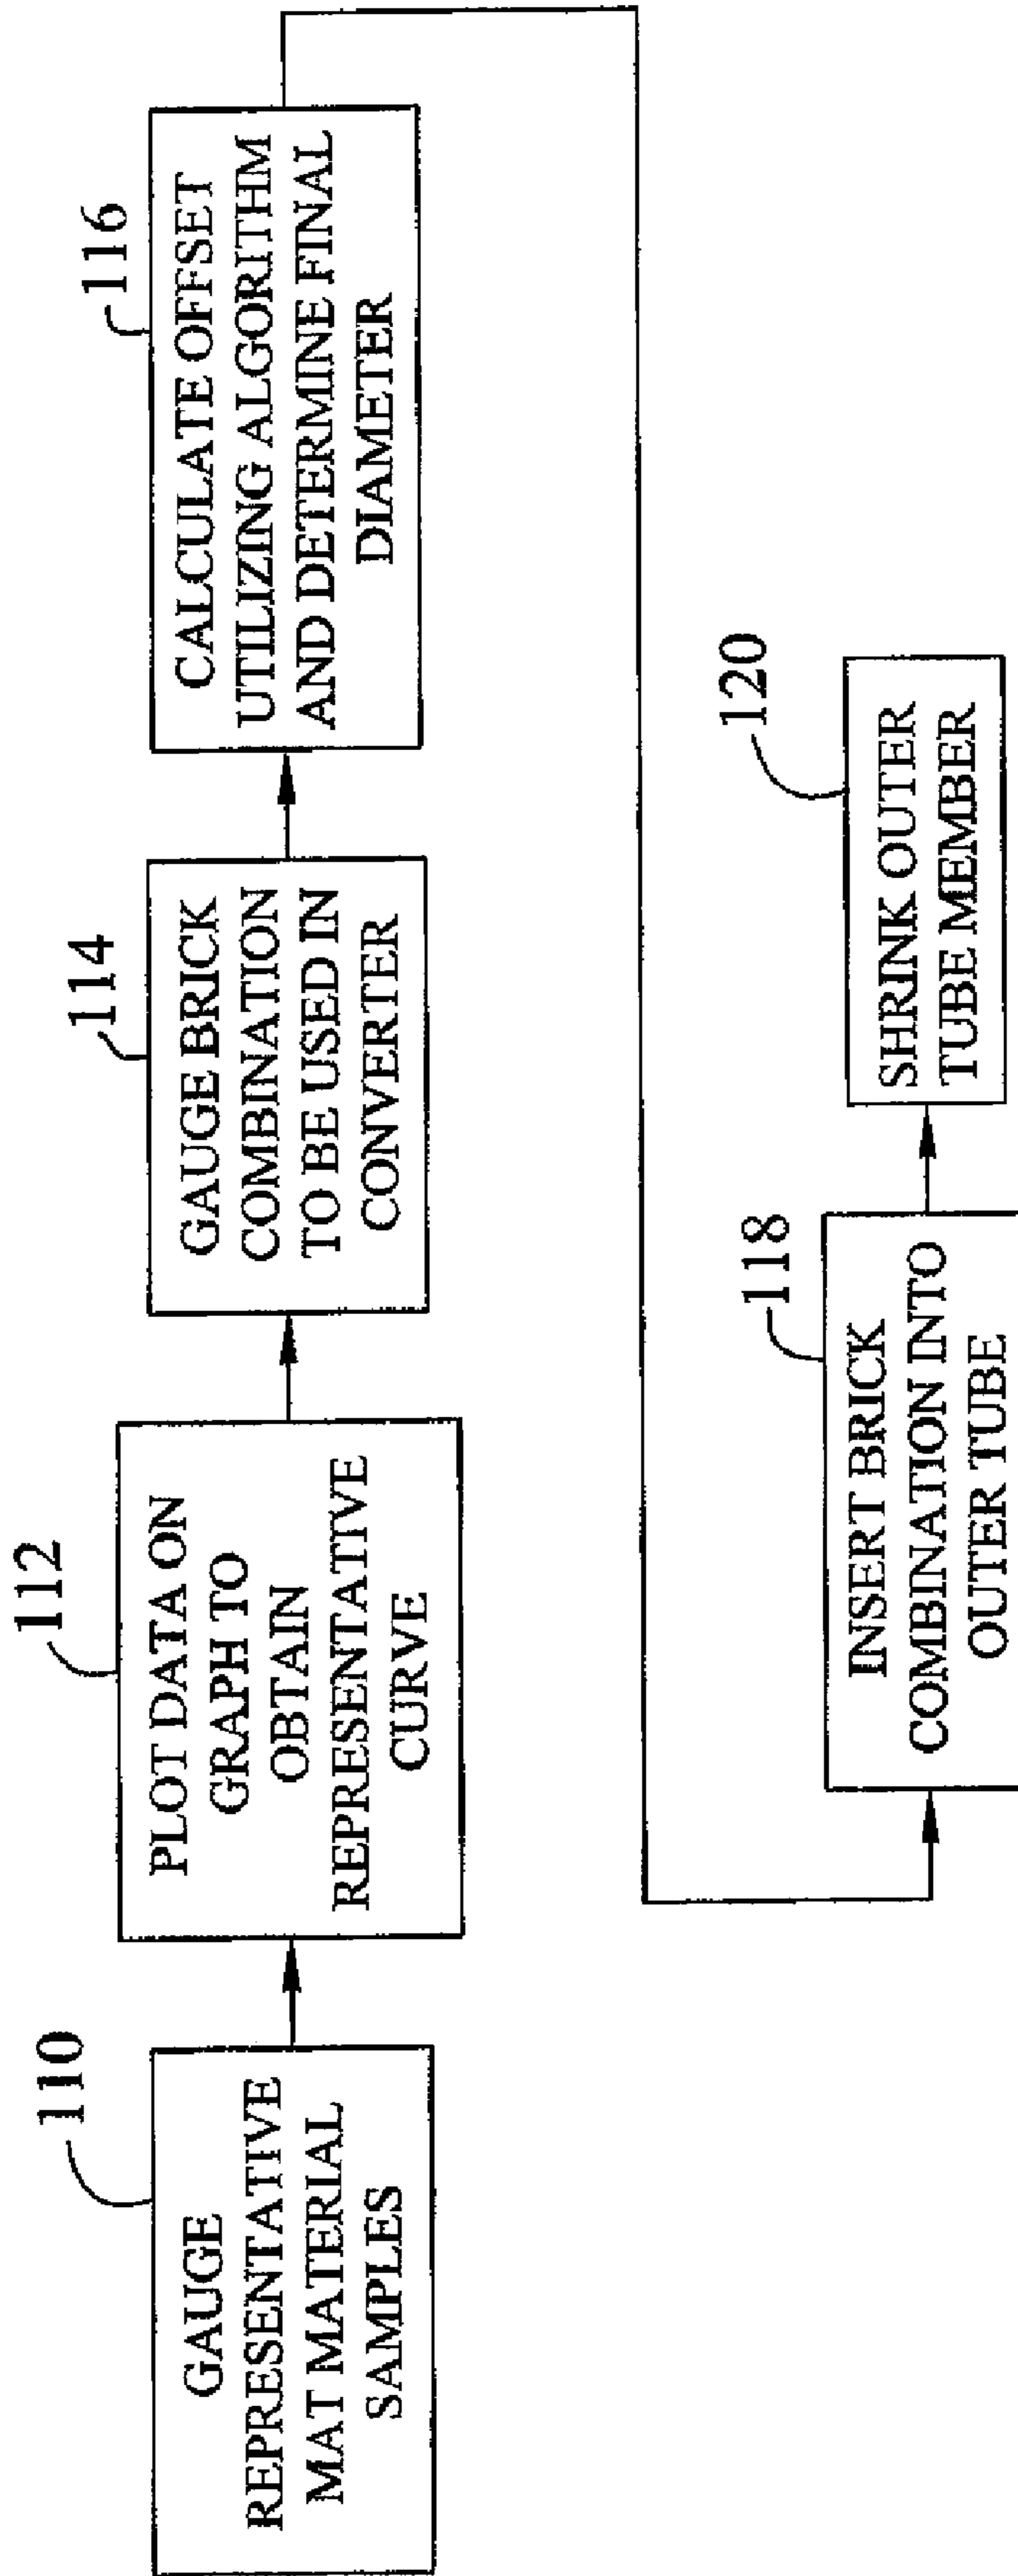 110
GAUGE
REPRESENTATIVE
MAT MATERIAL
SAMPLES
112
PLOT DATA ON
GRAPH TO
OBTAIN
REPRESENTATIVE
CURVE
114
GAUGE BRICK
COMBINATION
TO BE USED IN
CONVERTER
116
CALCULATE OFFSET
UTILIZING ALGORITHM
AND DETERMINE FINAL
DIAMETER
118
INSERT BRICK
COMBINATION INTO
OUTER TUBE
120
SHRINK OUTER
TUBE MEMBER